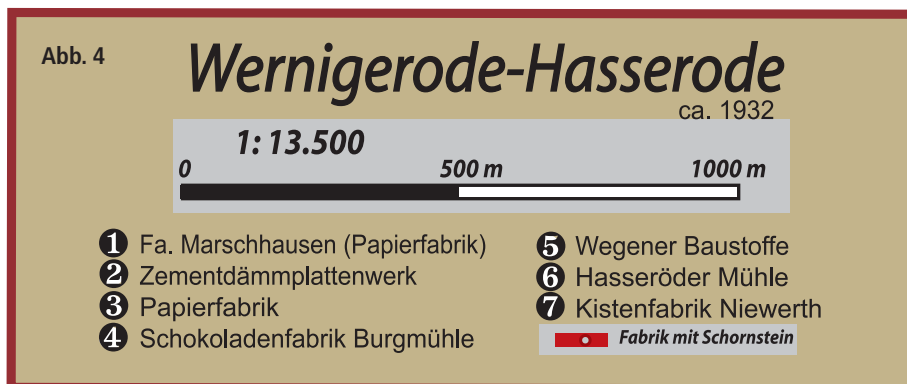 Abb. 4
Wernigerode-Hasserode
ca. 1932
1: 13.500
0 500 m 1000 m
1 Fa. Marschhausen (Papierfabrik)
2 Zementdämmplattenwerk
3 Papierfabrik
4 Schokoladenfabrik Burgmühle
5 Wegener Baustoffe
6 Hasseröder Mühle
7 Kistenfabrik Niewerth
Fabrik mit Schornstein